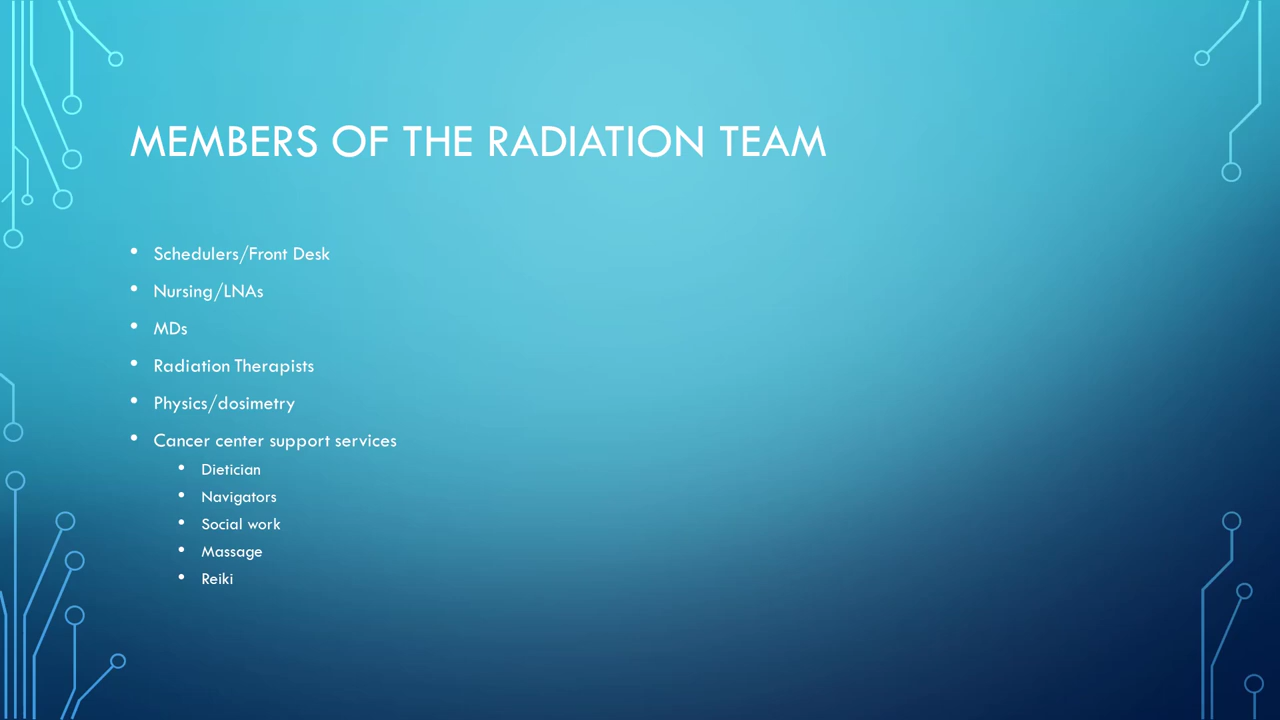 MEMBERS OF THE RADIATION TEAM
• Schedulers/Front Desk
• Nursing/LNAs
• MDs
• Radiation Therapists
• Physics/dosimetry
• Cancer center support services
• Dietician
• Navigators
• Social work
• Massage
• Reiki